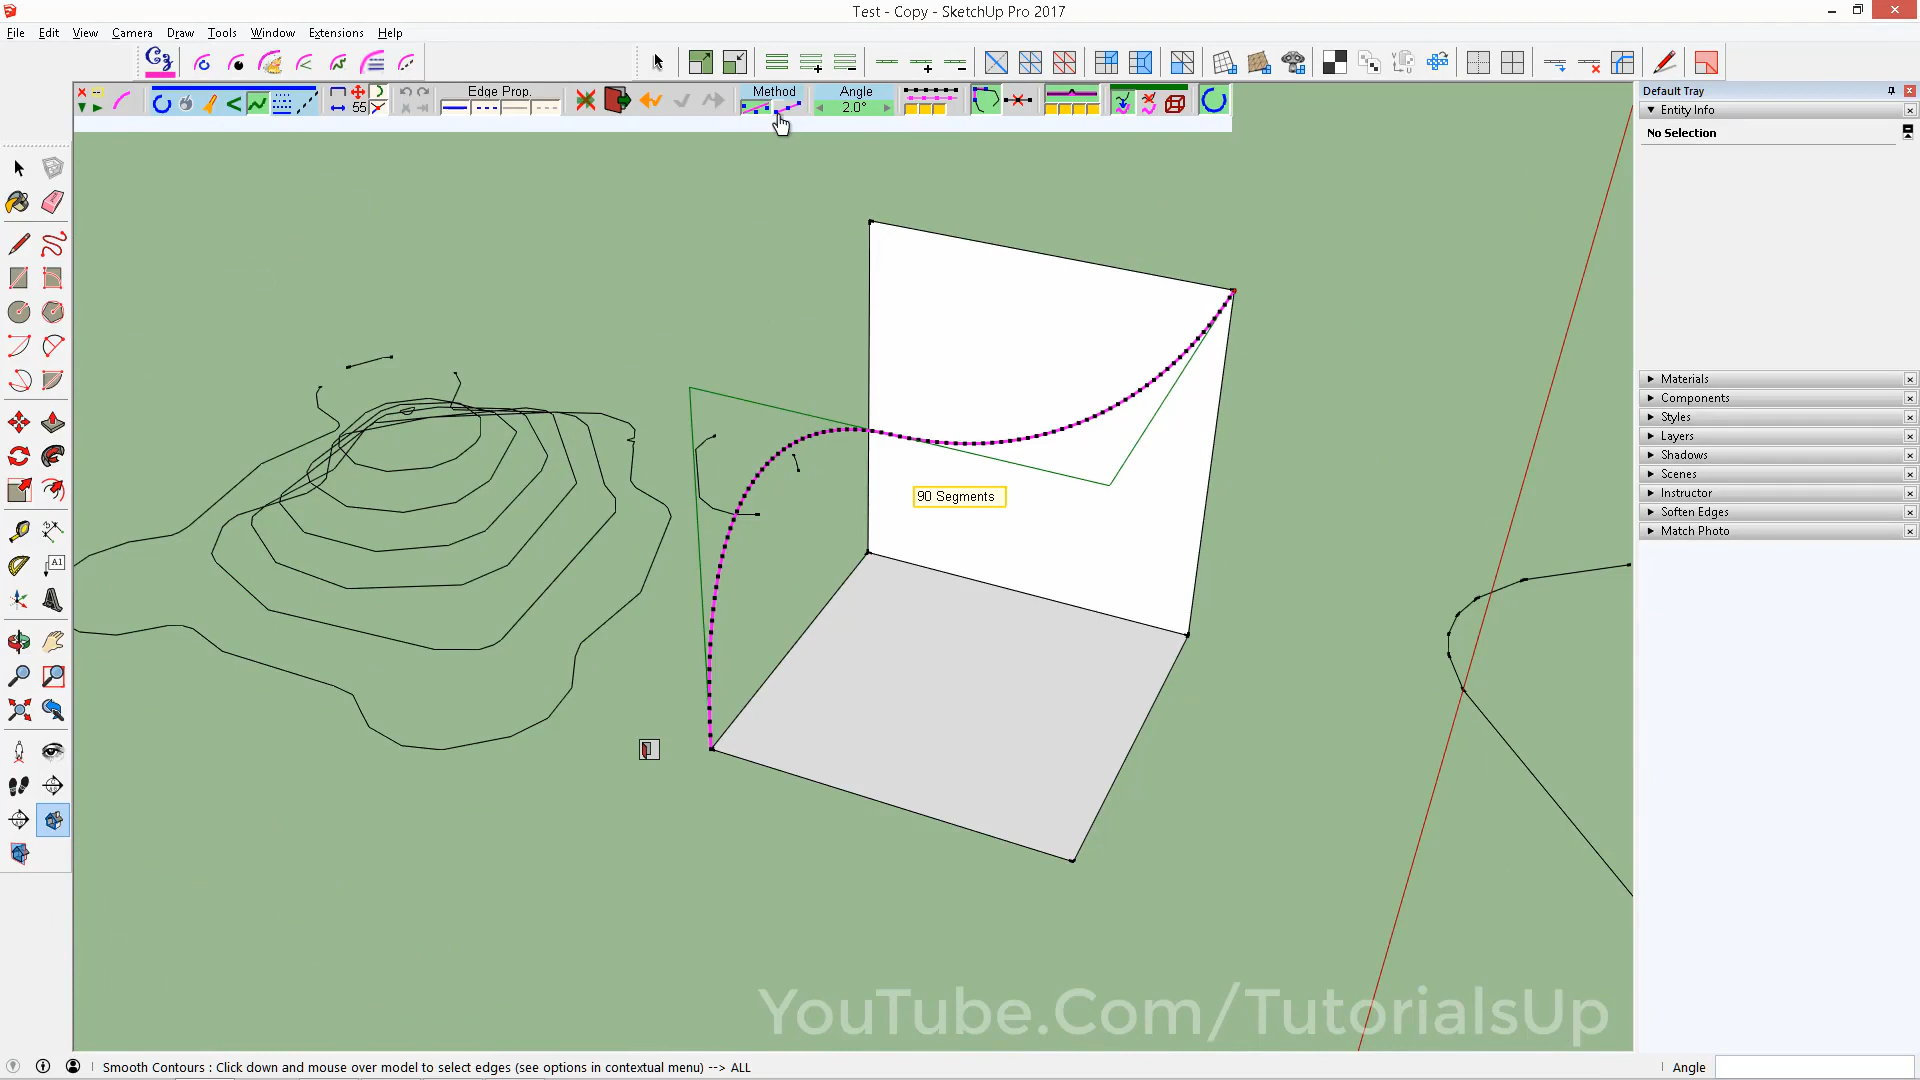 Test - Copy - SketchUp Pro 2017
File Edit View Camera Draw Tools Window Extensions Help
Edge Prop.
Method
Angle
2.0°
55
Default Tray
Entity Info
No Selection
Materials
Components
Styles
Layers
Shadows
Scenes
Instructor
Soften Edges
Match Photo
A1
90 Segments
YouTube.Com/TutorialsUp
Smooth Contours : Click down and mouse over model to select edges (see options in contextual menu) --> ALL
Angle